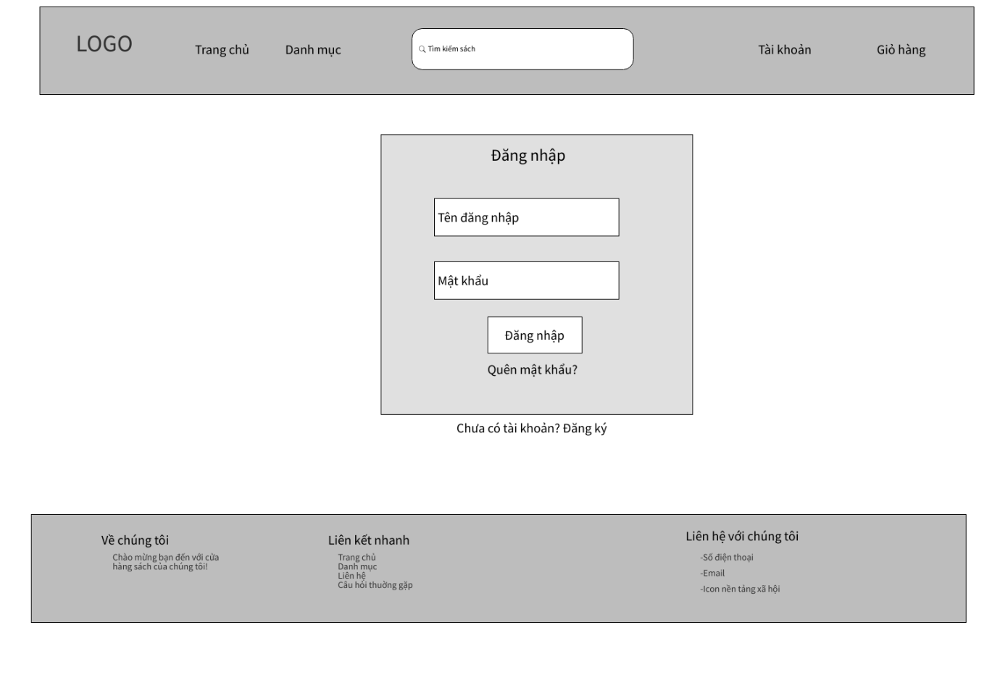 LOGO
Trang chủ
Danh mục
Tìm kiếm sách
Tài khoản
Giỏ hàng
Đăng nhập
Tên đăng nhập
Mật khẩu
Đăng nhập
Quên mật khẩu?
Chưa có tài khoản? Đăng ký
Về chúng tôi
Chào mừng bạn đến với cửa
hàng sách của chúng tôi!
Liên kết nhanh
Trang chủ
Danh mục
Liên hệ
Câu hỏi thường gặp
Liên hệ với chúng tôi
-Số điện thoại
-Email
-Icon nền tảng xã hội